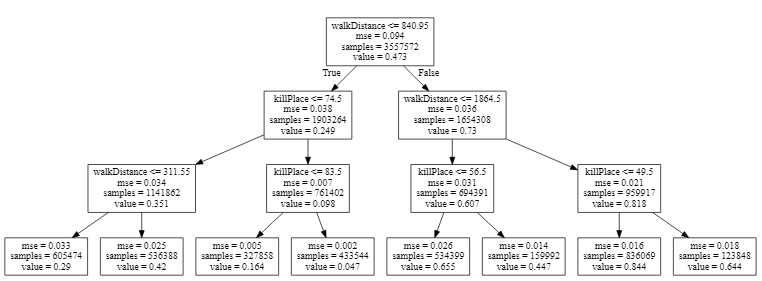 walkDistance <= 840.95
mse = 0.094
samples = 3557572
value = 0.473
True
False
killPlace <= 74.5
mse = 0.038
samples = 1903264
value = 0.249
walkDistance <= 1864.5
mse = 0.036
samples = 1654308
value = 0.73
walkDistance <= 311.55
mse = 0.034
samples = 1141862
value = 0.351
killPlace <= 83.5
mse = 0.007
samples = 761402
value = 0.098
killPlace <= 56.5
mse = 0.031
samples = 694391
value = 0.607
killPlace <= 49.5
mse = 0.021
samples = 959917
value = 0.818
mse = 0.033
samples = 605474
value = 0.29
mse = 0.025
samples = 536388
value = 0.42
mse = 0.005
samples = 327858
value = 0.164
mse = 0.002
samples = 433544
value = 0.047
mse = 0.026
samples = 534399
value = 0.655
mse = 0.014
samples = 159992
value = 0.447
mse = 0.016
samples = 836069
value = 0.844
mse = 0.018
samples = 123848
value = 0.644